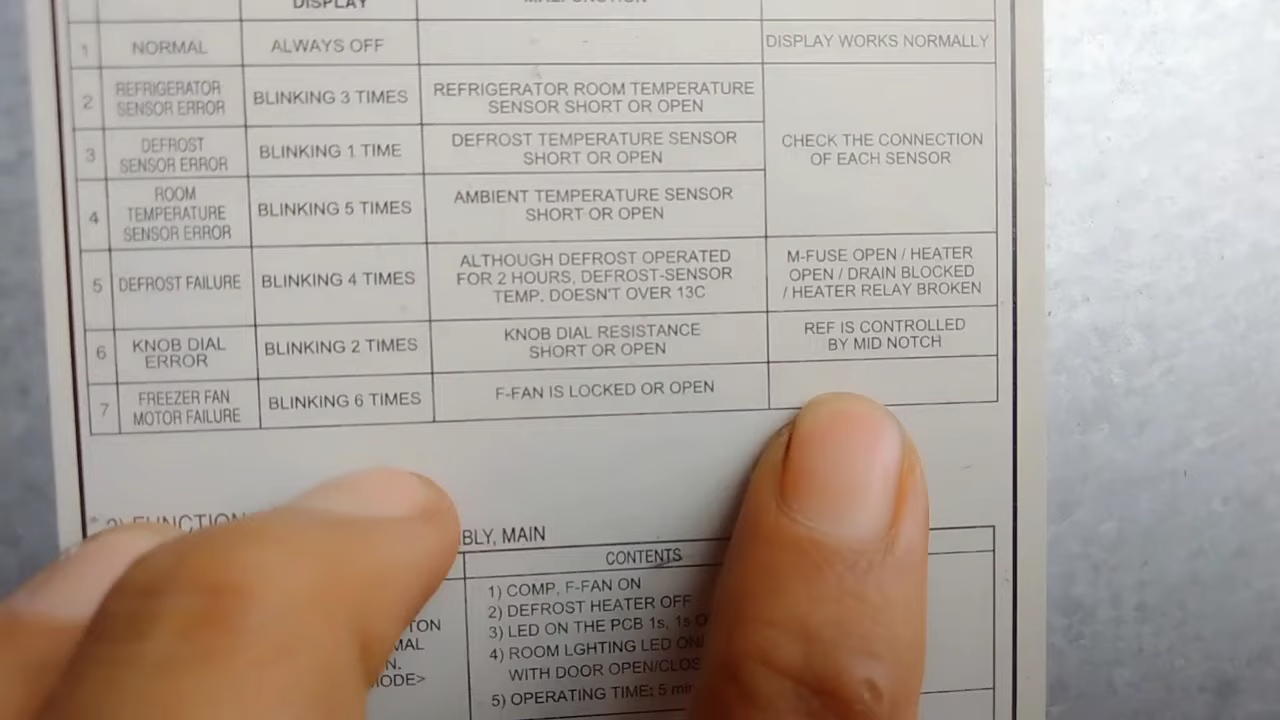 DISPLAY
MALFUNCTION
1 NORMAL ALWAYS OFF - DISPLAY WORKS NORMALLY
2 REFRIGERATOR SENSOR ERROR BLINKING 3 TIMES REFRIGERATOR ROOM TEMPERATURE SENSOR SHORT OR OPEN
CHECK THE CONNECTION OF EACH SENSOR
3 DEFROST SENSOR ERROR BLINKING 1 TIME DEFROST TEMPERATURE SENSOR SHORT OR OPEN
4 ROOM TEMPERATURE SENSOR ERROR BLINKING 5 TIMES AMBIENT TEMPERATURE SENSOR SHORT OR OPEN
5 DEFROST FAILURE BLINKING 4 TIMES ALTHOUGH DEFROST OPERATED FOR 2 HOURS, DEFROST-SENSOR TEMP. DOESN'T OVER 13C M-FUSE OPEN / HEATER OPEN / DRAIN BLOCKED / HEATER RELAY BROKEN
6 KNOB DIAL ERROR BLINKING 2 TIMES KNOB DIAL RESISTANCE SHORT OR OPEN REF IS CONTROLLED BY MID NOTCH
7 FREEZER FAN MOTOR FAILURE BLINKING 6 TIMES F-FAN IS LOCKED OR OPEN
2) FUNCTION
BLY, MAIN
CONTENTS
1) COMP, F-FAN ON
2) DEFROST HEATER OFF
TON
3) LED ON THE PCB 1s, 1s
MAL
4) ROOM LGHTING LED ON/
N.
WITH DOOR OPEN/CLOS
MODE>
5) OPERATING TIME: 5 min